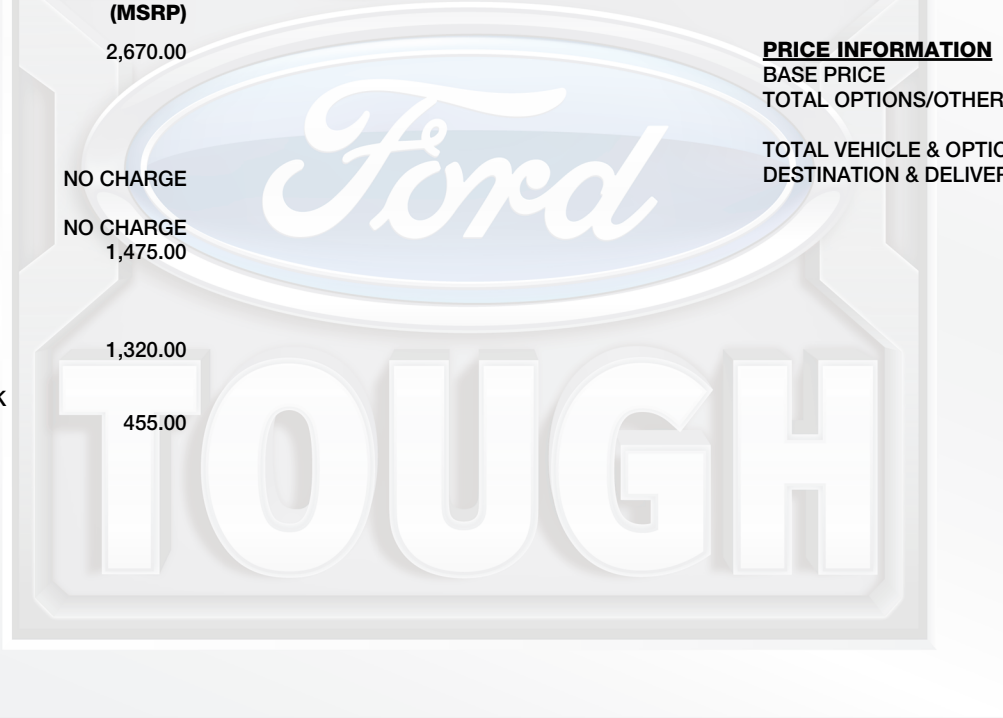 (MSRP)
2,670.00
NO CHARGE
NO CHARGE
1,475.00
1,320.00
K
455.00
PRICE INFORMATION
BASE PRICE
TOTAL OPTIONS/OTHER
TOTAL VEHICLE & OPTIO
DESTINATION & DELIVER
Ford
TOUGH